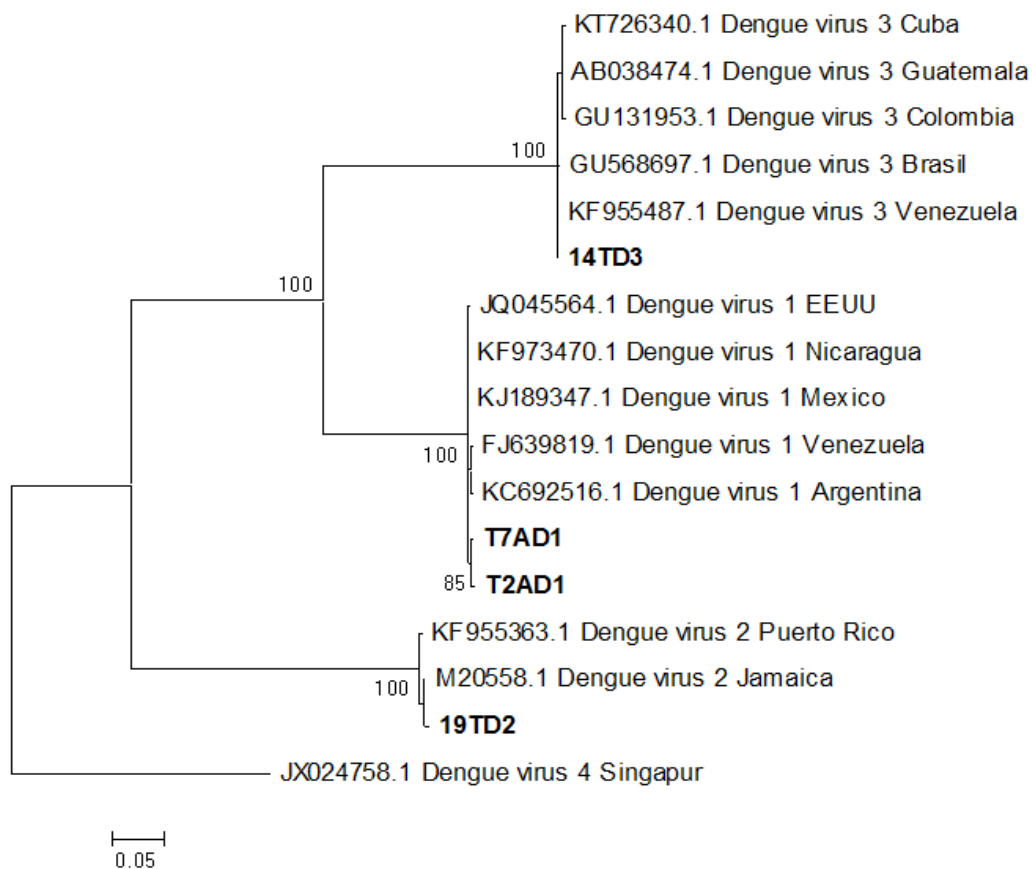 KT726340.1 Dengue virus 3 Cuba
AB038474.1 Dengue virus 3 Guatemala
GU131953.1 Dengue virus 3 Colombia
100
GU568697.1 Dengue virus 3 Brasil
KF955487.1 Dengue virus 3 Venezuela
14TD3
100
JQ045564.1 Dengue virus 1 EEUU
KF973470.1 Dengue virus 1 Nicaragua
KJ189347.1 Dengue virus 1 Mexico
FJ639819.1 Dengue virus 1 Venezuela
100
KC692516.1 Dengue virus 1 Argentina
T7AD1
85
T2AD1
KF955363.1 Dengue virus 2 Puerto Rico
M20558.1 Dengue virus 2 Jamaica
100
19TD2
JX024758.1 Dengue virus 4 Singapur
0.05